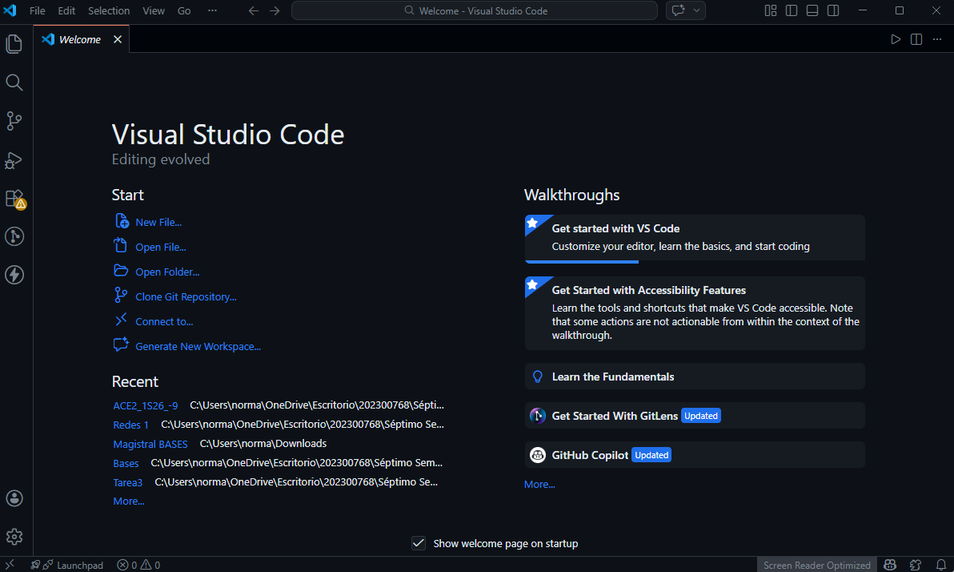 File Edit Selection View Go ··· Welcome - Visual Studio Code
Welcome
Visual Studio Code
Editing evolved
Start
New File...
Open File...
Open Folder...
Clone Git Repository...
Connect to...
Generate New Workspace...
Recent
ACE2_1S26_-9 C:\Users\norma\OneDrive\Escritorio\202300768\Sépti...
Redes 1 C:\Users\norma\OneDrive\Escritorio\202300768\Séptimo Se...
Magistral BASES C:\Users\norma\Downloads
Bases C:\Users\norma\OneDrive\Escritorio\202300768\Séptimo Sem...
Tarea3 C:\Users\norma\OneDrive\Escritorio\202300768\Séptimo Se...
More...
Walkthroughs
Get started with VS Code
Customize your editor, learn the basics, and start coding
Get Started with Accessibility Features
Learn the tools and shortcuts that make VS Code accessible. Note
that some actions are not actionable from within the context of the
walkthrough.
Learn the Fundamentals
Get Started With GitLens Updated
GitHub Copilot Updated
More...
Show welcome page on startup
Launchpad 0 0 Screen Reader Optimized